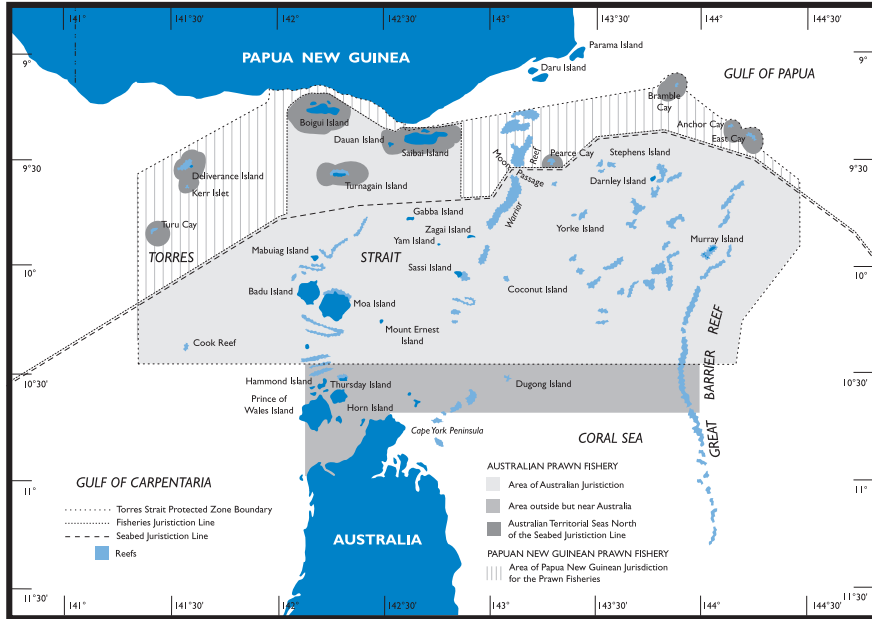 141°
141.30°
142°
142°30°
143°
143°30°
144°
144°30°
Parama Island
PAPUA NEW GUINEA
9°
9°
Daru Island
GULF OF PAPUA
Bramble
Cay
Boigui Island
Anchor Cay
East Cay
Dauan Island
Saibai Island
Moon Passage
Reef
Pearce Cay
Stephens Island
9°30
9°30
Deliverance Island
Kerr Islet
Turnagain Island
Darnley Island
Warrior
Turu Cay
Gabba Island
Zagai Island
Yam Island
Yorke Island
Murray Island
Mabuiag Island
TORRES
STRAIT
10°
10°
Sassi Island
Badu Island
Moa Island
Coconut Island
Mount Ernest
Island
Cook Reef
GREAT BARRIER REEF
10°30
10°30
Hammond Island
Thursday Island
Dugong Island
Prince of
Wales Island
Horn Island
Cape York Peninsula
CORAL SEA
GULF OF CARPENTARIA
11°
11°
Torres Strait Protected Zone Boundary
Fisheries Juristiction Line
Seabed Juristiction Line
Reefs
AUSTRALIA
AUSTRALIAN PRAWN FISHERY
Area of Australian Juristiction
Area outside but near Australia
Australian Territorial Seas North
of the Seabed Juristiction Line
PAPUAN NEW GUINEAN PRAWN FISHERY
Area of Papua New Guinean Jurisdiction
for the Prawn Fisheries
11°30
11°30
141°
141°30°
142°
142°30°
143°
143°30°
144°
144°30°